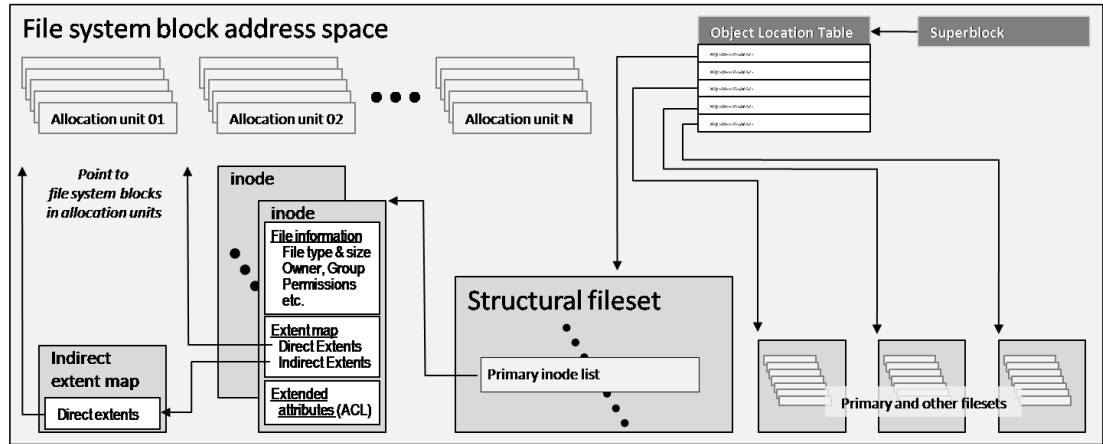 File system block address space
Object Location Table
Superblock
Allocation unit 01
Allocation unit 02
Allocation unit N
Point to
file system blocks
in allocation units
inode
inode
File information
File type & size
Owner, Group
Permissions
etc.
Extent map
Direct Extents
Indirect Extents
Extended
attributes (ACL)
Indirect
extent map
Direct extents
Structural fileset
Primary inode list
Primary and other filesets